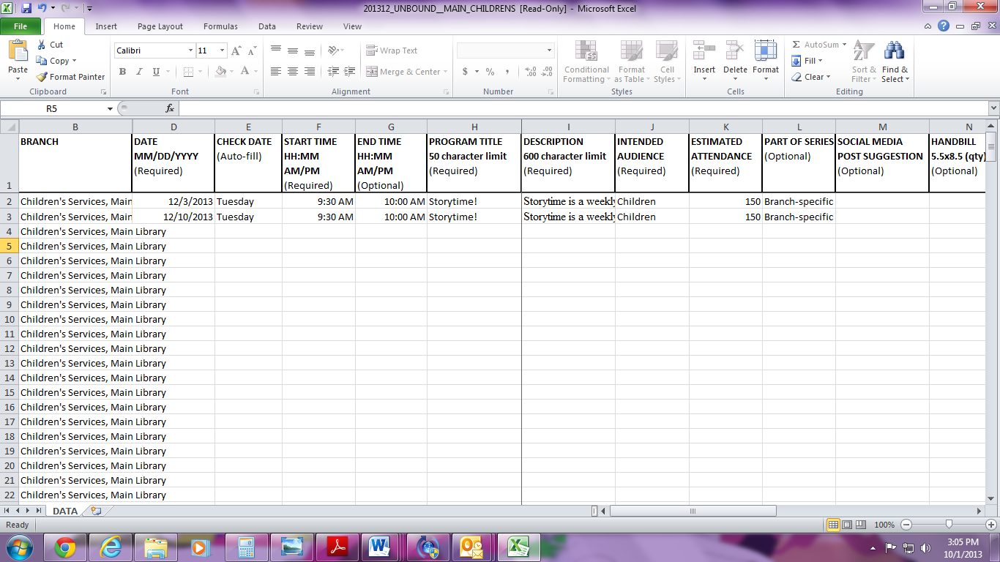 201312_UNBOUND__MAIN_CHILDRENS [Read-Only] - Microsoft Excel
File Home Insert Page Layout Formulas Data Review View
Paste
Cut
Copy
Format Painter
Clipboard
Calibri 11
B I U
Font
Wrap Text
Merge & Center
Alignment
$ % ,
Number
Conditional Formatting
Format as Table
Cell Styles
Styles
Insert Delete Format
Cells
Σ AutoSum
Fill
Clear
Sort & Filter
Find & Select
Editing
R5 fx
B D E F G H I J K L M N
BRANCH
DATE
MM/DD/YYYY
(Required)
CHECK DATE
(Auto-fill)
START TIME
HH:MM
AM/PM
(Required)
END TIME
HH:MM
AM/PM
(Optional)
PROGRAM TITLE
50 character limit
(Required)
DESCRIPTION
600 character limit
(Required)
INTENDED
AUDIENCE
(Required)
ESTIMATED
ATTENDANCE
(Required)
PART OF SERIES
(Optional)
SOCIAL MEDIA
POST SUGGESTION
(Optional)
HANDBILL
5.5x8.5 (qty)
(Optional)
1
2 Children's Services, Main 12/3/2013 Tuesday 9:30 AM 10:00 AM Storytime! Storytime is a weekly Children 150 Branch-specific
3 Children's Services, Main 12/10/2013 Tuesday 9:30 AM 10:00 AM Storytime! Storytime is a weekly Children 150 Branch-specific
4 Children's Services, Main Library
5 Children's Services, Main Library
6 Children's Services, Main Library
7 Children's Services, Main Library
8 Children's Services, Main Library
9 Children's Services, Main Library
10 Children's Services, Main Library
11 Children's Services, Main Library
12 Children's Services, Main Library
13 Children's Services, Main Library
14 Children's Services, Main Library
15 Children's Services, Main Library
16 Children's Services, Main Library
17 Children's Services, Main Library
18 Children's Services, Main Library
19 Children's Services, Main Library
20 Children's Services, Main Library
21 Children's Services, Main Library
22 Children's Services, Main Library
DATA
Ready 100%
3:05 PM
10/1/2013